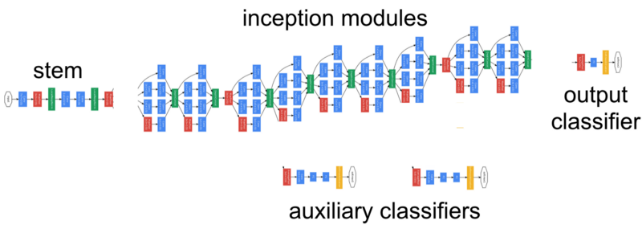 inception modules
stem
output
classifier
auxiliary classifiers